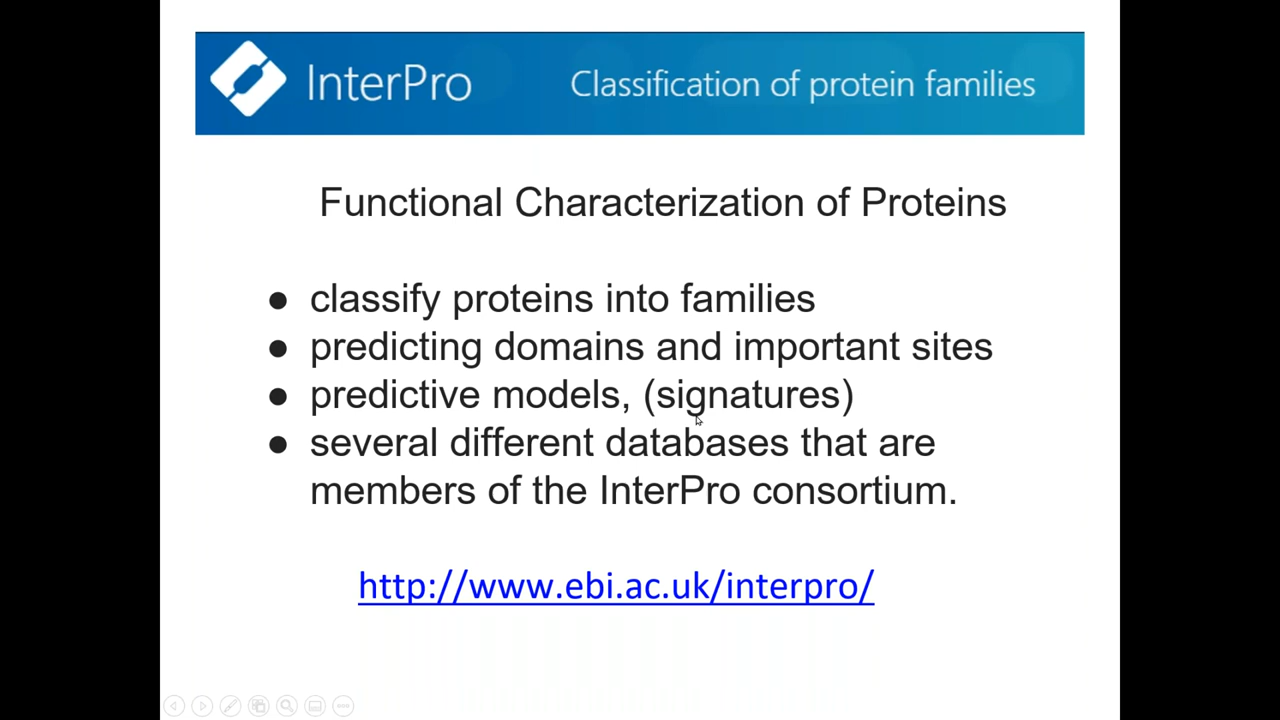 InterPro
Classification of protein families
Functional Characterization of Proteins
● classify proteins into families
● predicting domains and important sites
● predictive models, (signatures)
● several different databases that are
members of the InterPro consortium.
http://www.ebi.ac.uk/interpro/